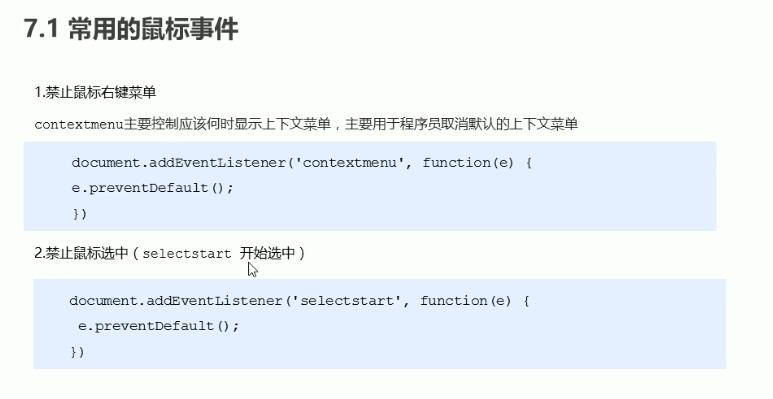 7.1 常用的鼠标事件
1.禁止鼠标右键菜单
contextmenu主要控制应该何时显示上下文菜单，主要用于程序员取消默认的上下文菜单
document.addEventListener('contextmenu', function(e) {
e.preventDefault();
})
2.禁止鼠标选中（selectstart 开始选中）
document.addEventListener('selectstart', function(e) {
e.preventDefault();
})